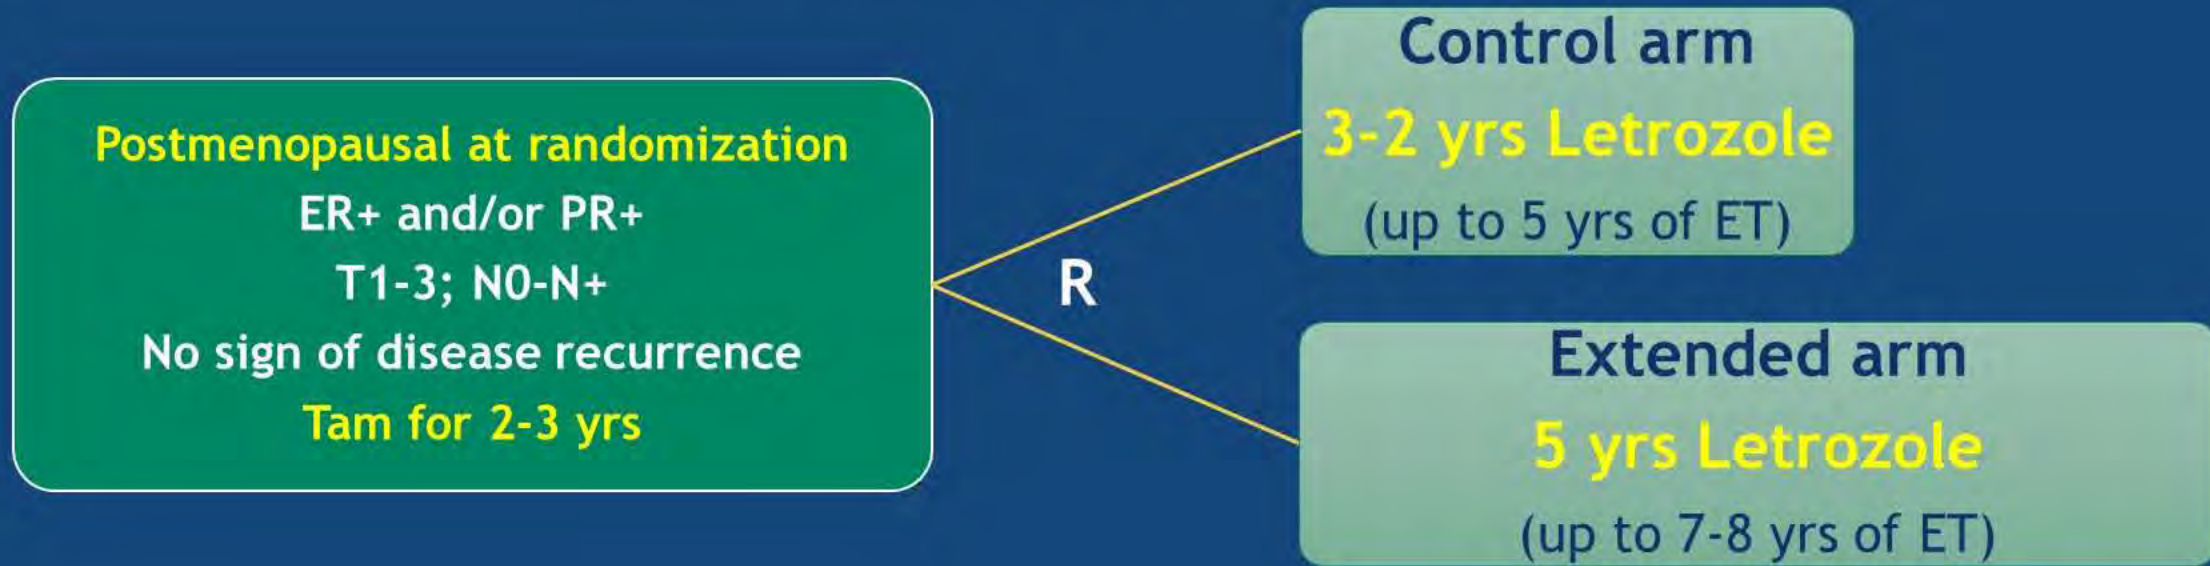 Postmenopausal at randomization
ER+ and/or PR+
T1-3; N0-N+
No sign of disease recurrence
Tam for 2-3 yrs
R
Control arm
3-2 yrs Letrozole
(up to 5 yrs of ET)
Extended arm
5 yrs Letrozole
(up to 7-8 yrs of ET)